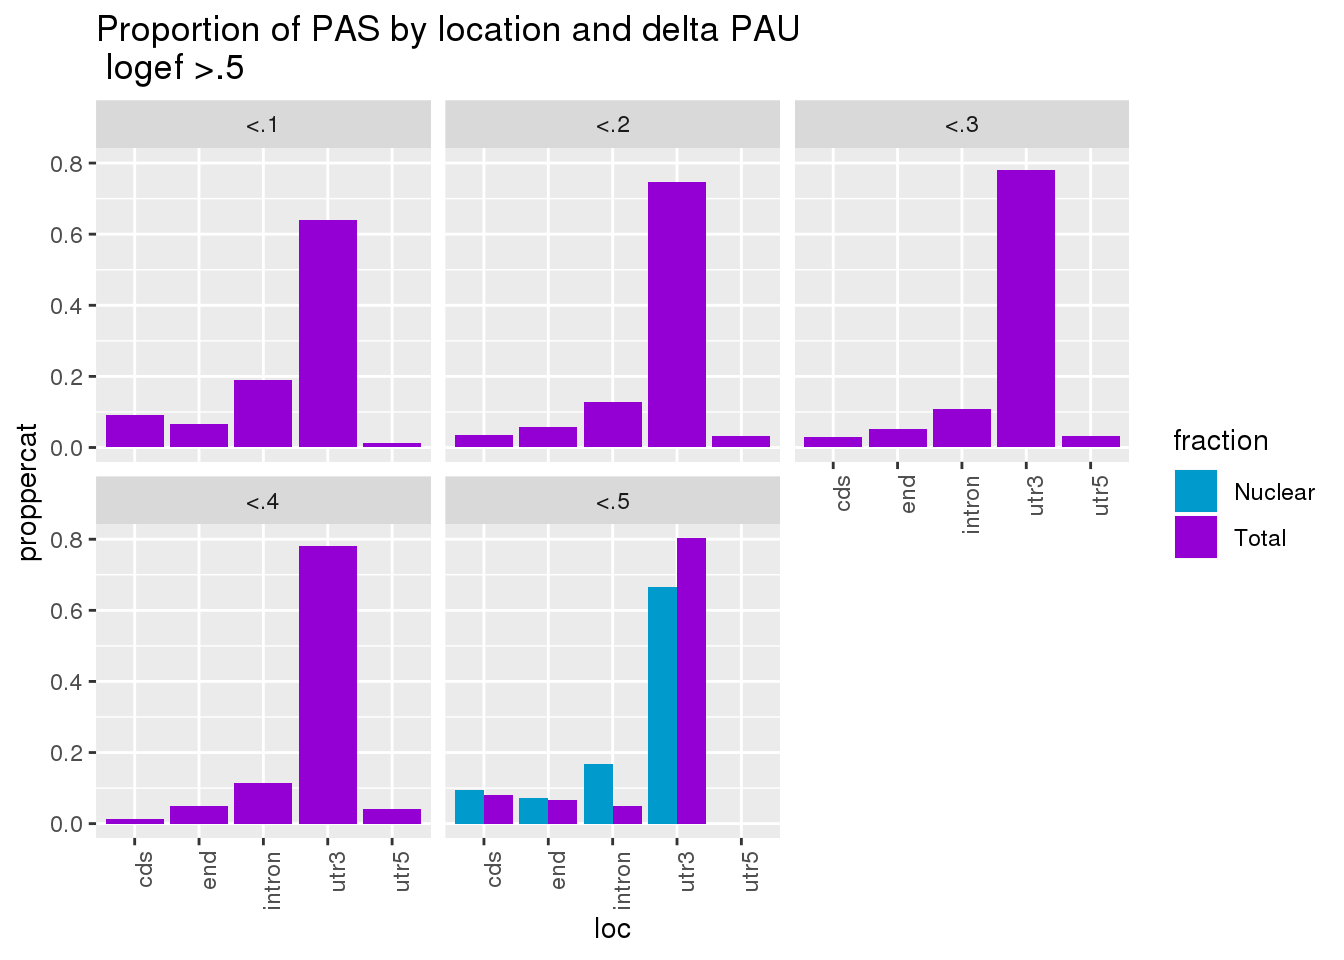 Proportion of PAS by location and delta PAU
logef >.5
<.1
<.2
<.3
0.8
0.6
0.4
0.2
0.0
cds
end
intron
utr3
utr5
<.4
<.5
0.8
0.6
0.4
0.2
0.0
cds
end
intron
utr3
utr5
cds
end
intron
utr3
utr5
loc
proppercat
fraction
Nuclear
Total